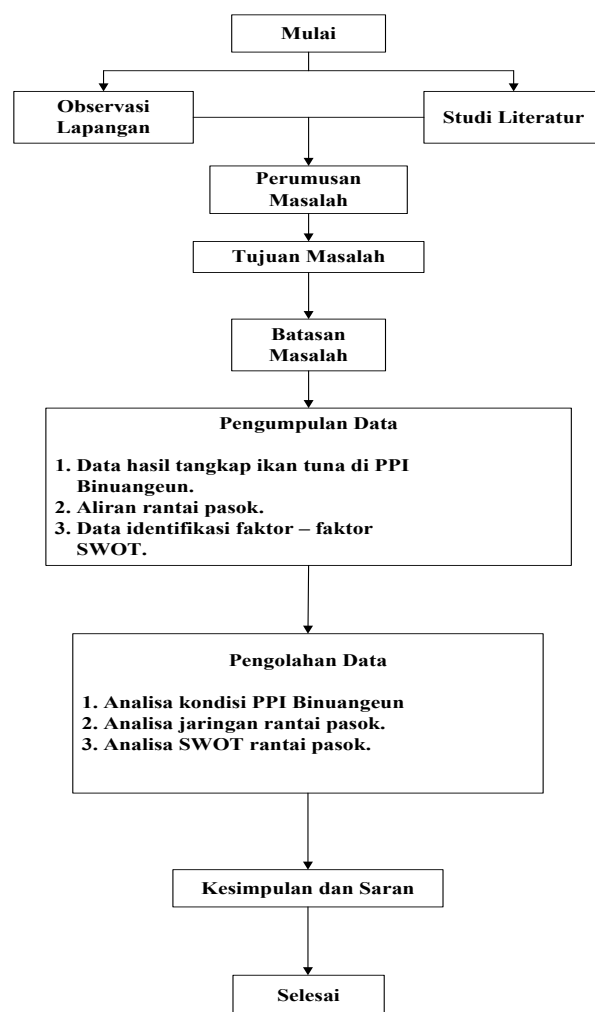 Mulai
Observasi
Lapangan
Studi Literatur
Perumusan
Masalah
Tujuan Masalah
Batasan
Masalah
Pengumpulan Data
1. Data hasil tangkap ikan tuna di PPI
Binuangeun.
2. Aliran rantai pasok.
3. Data identifikasi faktor – faktor
SWOT.
Pengolahan Data
1. Analisa kondisi PPI Binuangeun
2. Analisa jaringan rantai pasok.
3. Analisa SWOT rantai pasok.
Kesimpulan dan Saran
Selesai